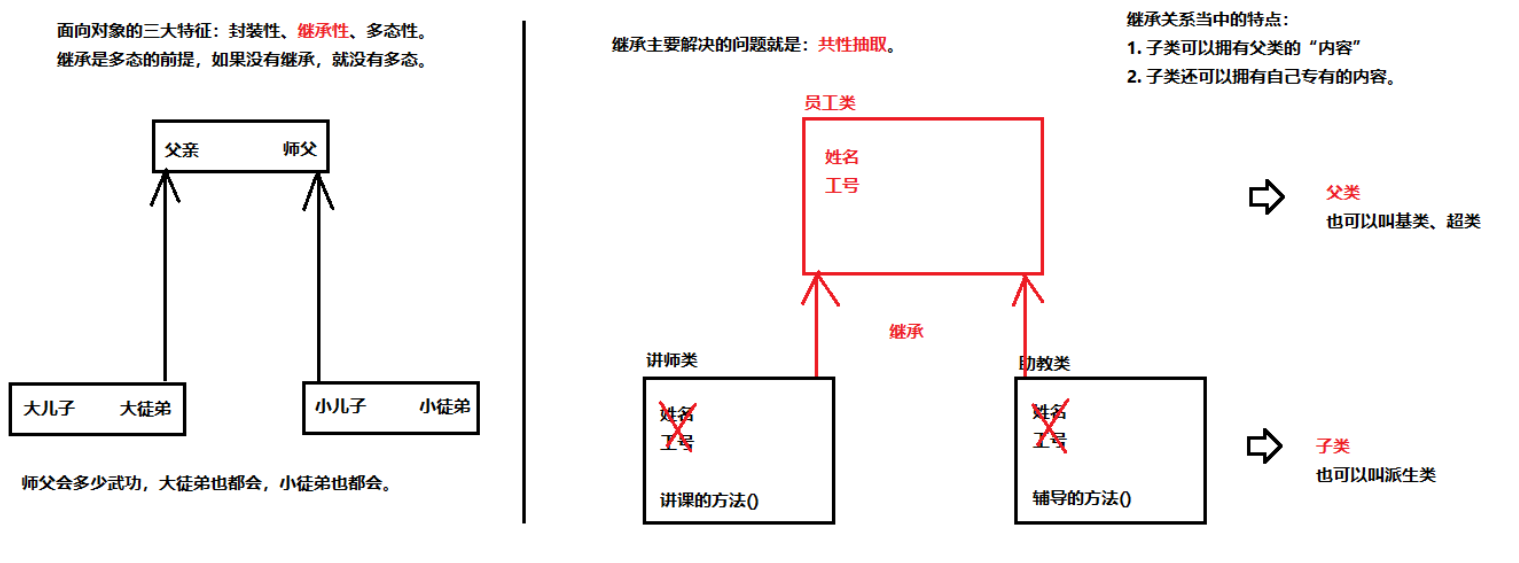 面向对象的三大特征：封装性、继承性、多态性。
继承是多态的前提，如果没有继承，就没有多态。
父亲 师父
大儿子 大徒弟
小儿子 小徒弟
师父会多少武功，大徒弟也都会，小徒弟也都会。
继承主要解决的问题就是：共性抽取。
继承关系当中的特点：
1. 子类可以拥有父类的“内容”
2. 子类还可以拥有自己专有的内容。
员工类
姓名
工号
父类
也可以叫基类、超类
继承
讲师类
姓名
工号
讲课的方法()
助教类
姓名
工号
辅导的方法()
子类
也可以叫派生类